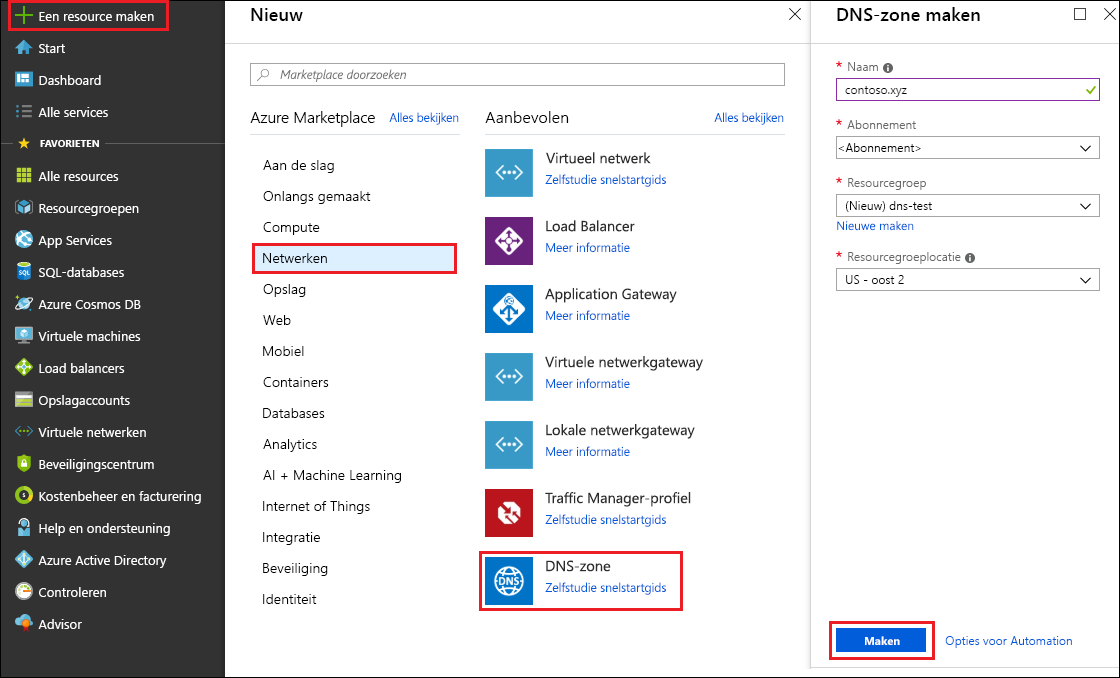 Een resource maken
Start
Dashboard
Alle services
FAVORIETEN
Alle resources
Resourcegroepen
App Services
SQL
SQL-databases
Azure Cosmos DB
Virtuele machines
Load balancers
Opslagaccounts
Virtuele netwerken
Beveiligingscentrum
Kostenbeheer en facturering
Help en ondersteuning
Azure Active Directory
Controleren
Advisor
Nieuw
Marketplace doorzoeken
Azure Marketplace
Alles bekijken
Aan de slag
Onlangs gemaakt
Compute
Netwerken
Opslag
Web
Mobiel
Containers
Databases
Analytics
AI + Machine Learning
Internet of Things
Integratie
Beveiliging
Identiteit
Aanbevolen
Alles bekijken
Virtueel netwerk
Zelfstudie snelstartgids
Load Balancer
Meer informatie
Application Gateway
Meer informatie
Virtuele netwerkgateway
Meer informatie
Lokale netwerkgateway
Meer informatie
Traffic Manager-profiel
Zelfstudie snelstartgids
DNS
DNS-zone
Zelfstudie snelstartgids
DNS-zone maken
* Naam
contoso.xyz
* Abonnement
<Abonnement>
* Resourcegroep
(Nieuw) dns-test
Nieuwe maken
* Resourcegroeplocatie
US - oost 2
Maken
Opties voor Automation